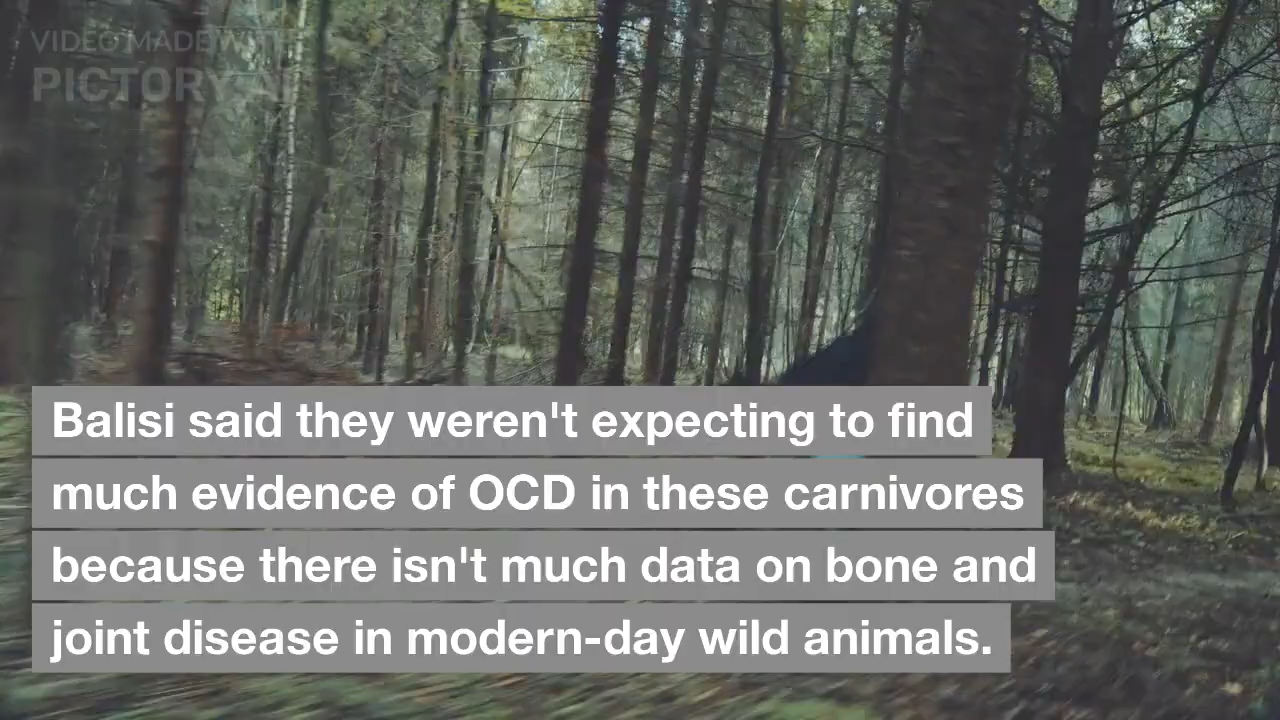 VIDEO MADE WITH
PICTORY.AI
Balisi said they weren't expecting to find
much evidence of OCD in these carnivores
because there isn't much data on bone and
joint disease in modern-day wild animals.